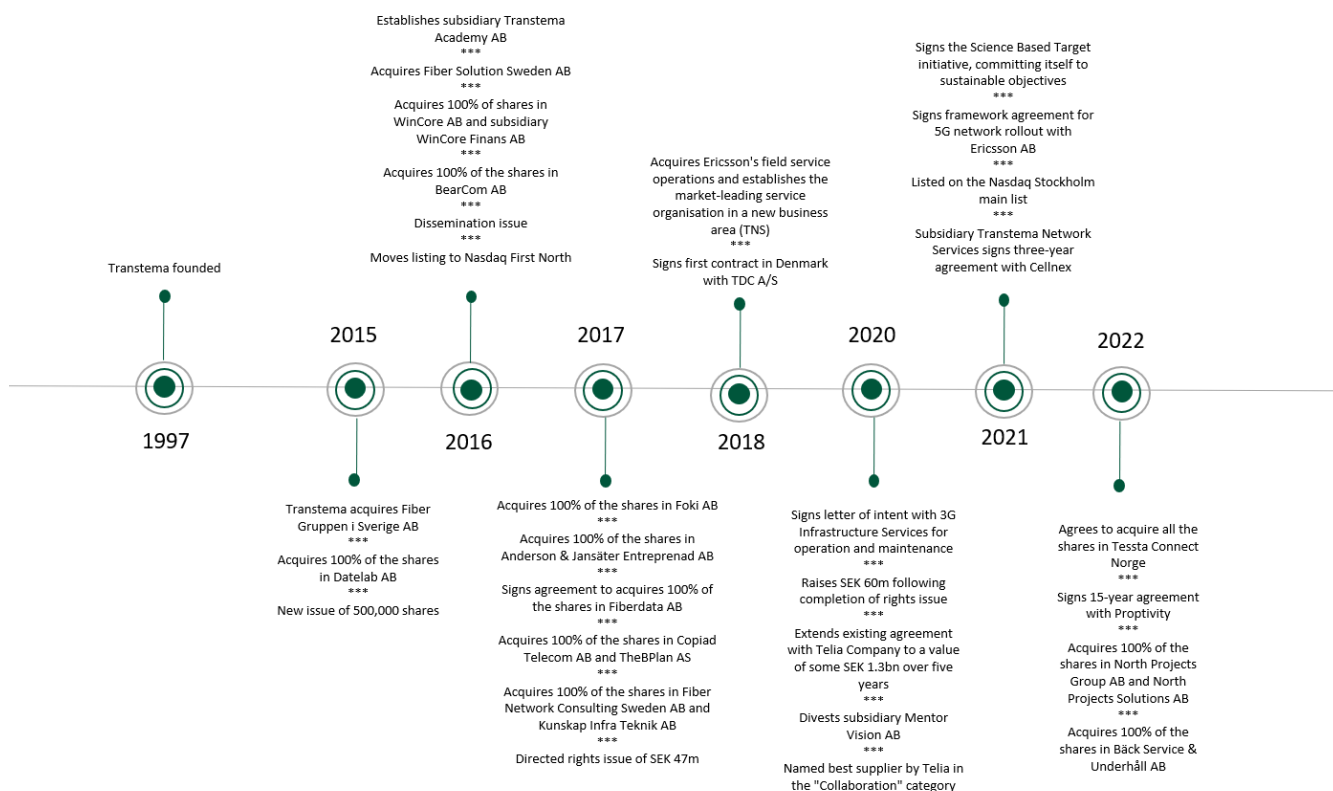 Transtema founded
1997
2015
Transtema acquires Fiber
Gruppen i Sverige AB
***
Acquires 100% of the shares
in Datelab AB
***
New issue of 500,000 shares
Establishes subsidiary Transtema
Academy AB
***
Acquires Fiber Solution Sweden AB
***
Acquires 100% of shares in
WinCore AB and subsidiary
WinCore Finans AB
***
Acquires 100% of the shares in
BearCom AB
***
Dissemination issue
***
Moves listing to Nasdaq First North
2016
2017
Acquires 100% of the shares in Foki AB
***
Acquires 100% of the shares in
Anderson & Jansäter Entreprenad AB
***
Signs agreement to acquires 100% of
the shares in Fiberdata AB
***
Acquires 100% of the shares in Copiad
Telecom AB and TheBPlan AS
***
Acquires 100% of the shares in Fiber
Network Consulting Sweden AB and
Kunskap Infra Teknik AB
***
Directed rights issue of SEK 47m
Acquires Ericsson's field service
operations and establishes the
market-leading service
organisation in a new business
area (TNS)
***
Signs first contract in Denmark
with TDC A/S
2018
2020
Signs letter of intent with 3G
Infrastructure Services for
operation and maintenance
***
Raises SEK 60m following
completion of rights issue
***
Extends existing agreement
with Telia Company to a value
of some SEK 1.3bn over five
years
***
Divests subsidiary Mentor
Vision AB
***
Named best supplier by Telia in
the "Collaboration" category
Signs the Science Based Target
initiative, committing itself to
sustainable objectives
***
Signs framework agreement for
5G network rollout with
Ericsson AB
***
Listed on the Nasdaq Stockholm
main list
***
Subsidiary Transtema Network
Services signs three-year
agreement with Cellnex
2021
2022
Agrees to acquire all the
shares in Tessta Connect
Norge
***
Signs 15-year agreement
with Proptivity
***
Acquires 100% of the
shares in North Projects
Group AB and North
Projects Solutions AB
***
Acquires 100% of the
shares in Bäck Service &
Underhåll AB